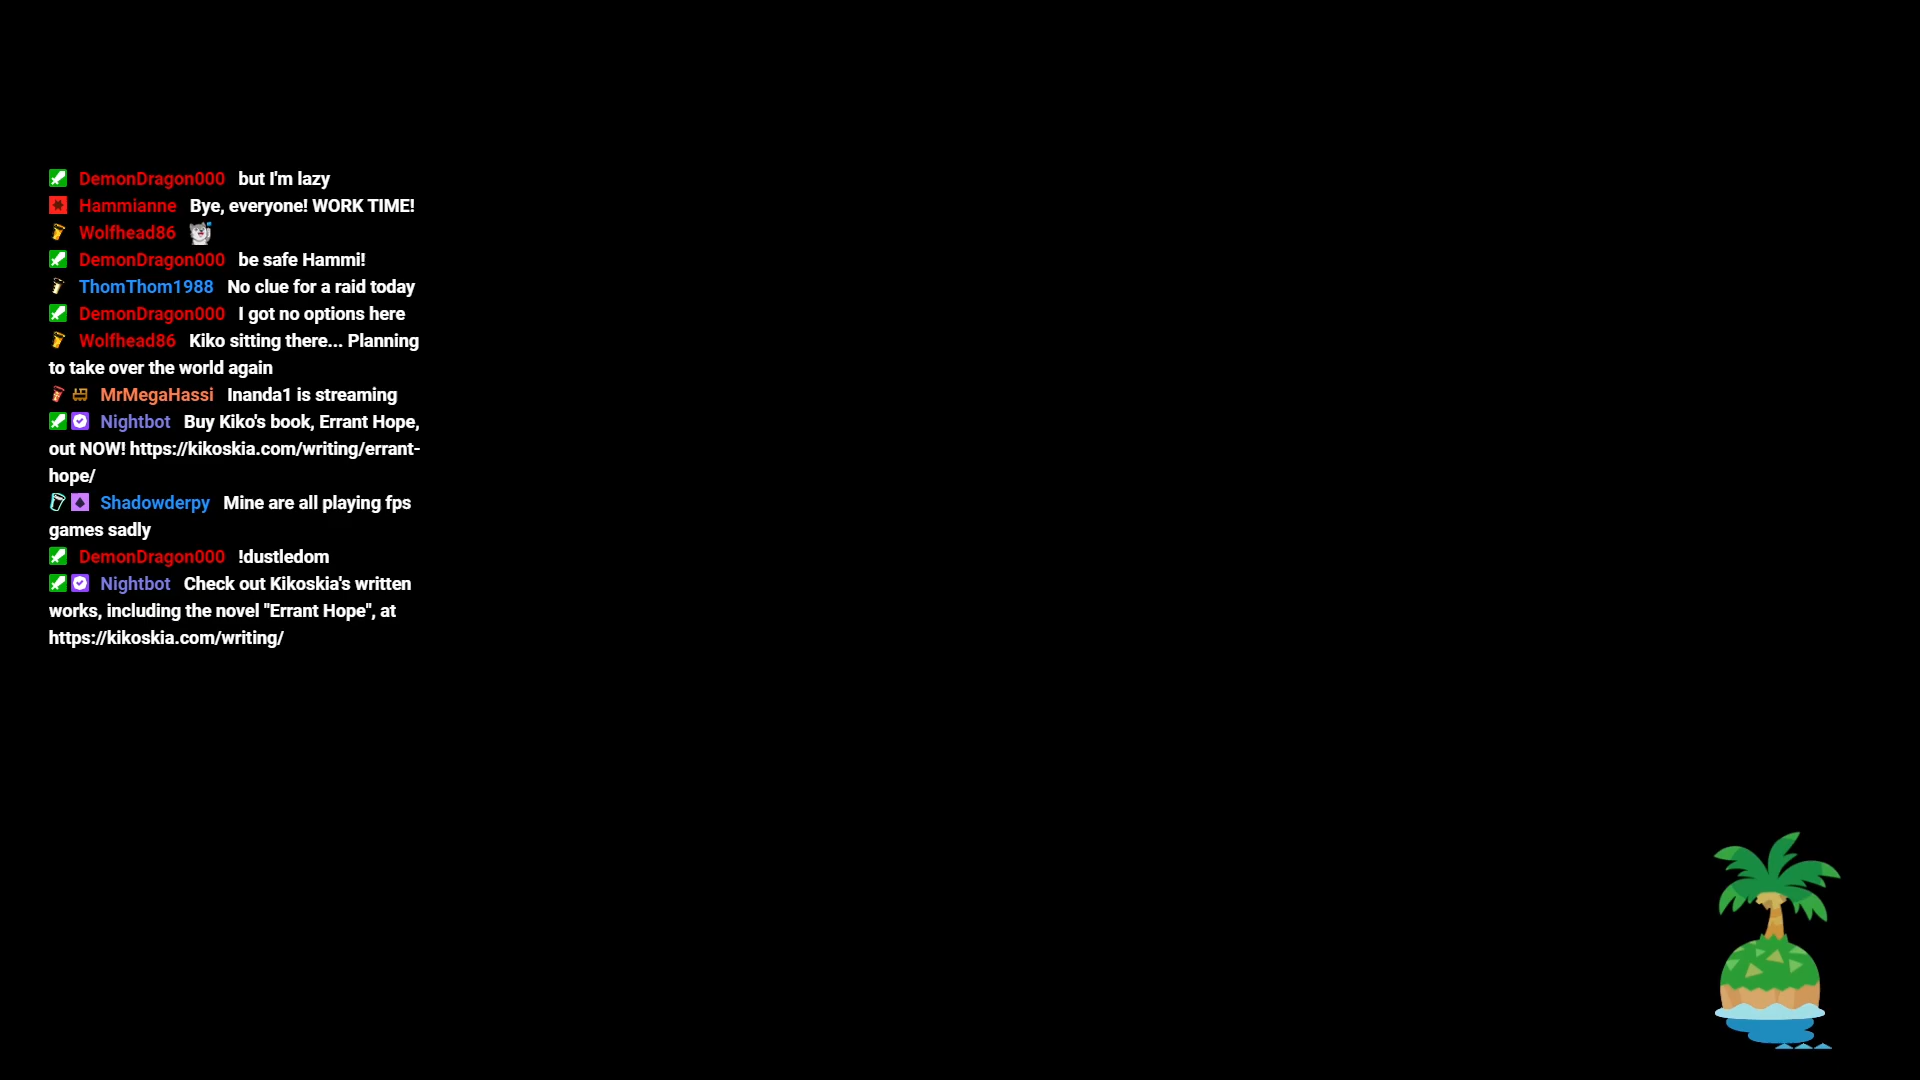 DemonDragon000 but I'm lazy
Hammianne Bye, everyone! WORK TIME!
Wolfhead86
DemonDragon000 be safe Hammi!
ThomThom1988 No clue for a raid today
DemonDragon000 I got no options here
Wolfhead86 Kiko sitting there... Planning
to take over the world again
MrMegaHassi Inanda1 is streaming
Nightbot Buy Kiko's book, Errant Hope,
out NOW! https://kikoskia.com/writing/errant-
hope/
Shadowderpy Mine are all playing fps
games sadly
DemonDragon000 !dustledom
Nightbot Check out Kikoskia's written
works, including the novel "Errant Hope", at
https://kikoskia.com/writing/